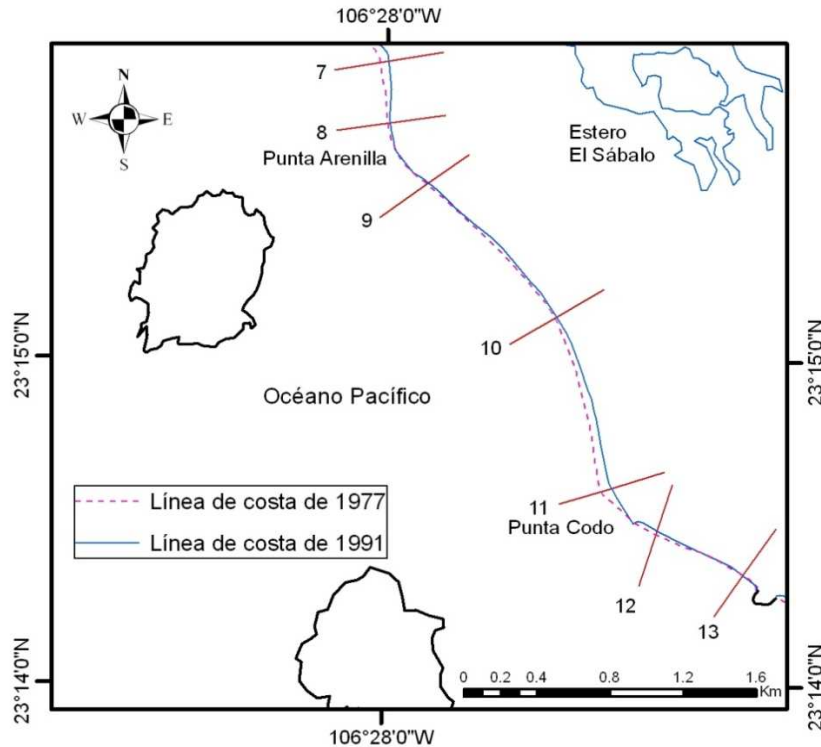 106°28'0"W
7
N
W
E
S
8
Punta Arenilla
Estero
El Sábalo
9
10
23°15'0"N
23°15'0"N
Océano Pacífico
Línea de costa de 1977
Línea de costa de 1991
11
Punta Codo
12
13
23°14'0"N
23°14'0"N
0 0.2 0.4 0.8 1.2 1.6
Km
106°28'0"W